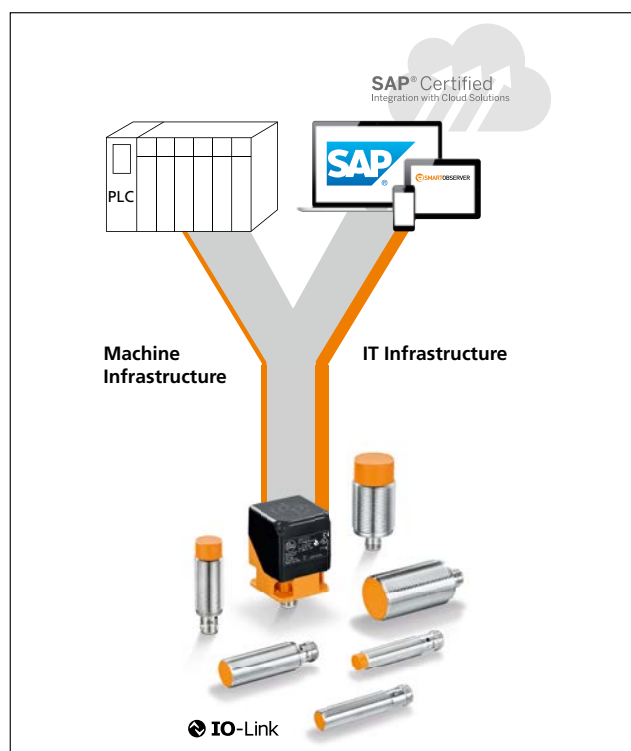 SAP® Certified
Integration with Cloud Solutions
PLC
SAP
®
SMARTOBSERVER
Machine
Infrastructure
IT Infrastructure
IO-Link